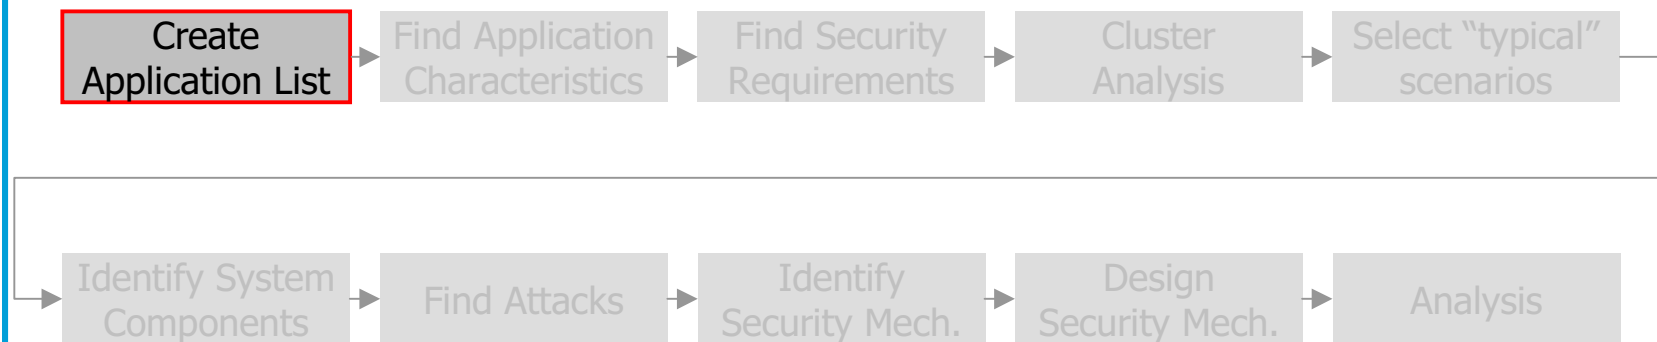 Create
Application List
Find Application
Characteristics
Find Security
Requirements
Cluster
Analysis
Select “typical”
scenarios
Identify System
Components
Find Attacks
Identify
Security Mech.
Design
Security Mech.
Analysis